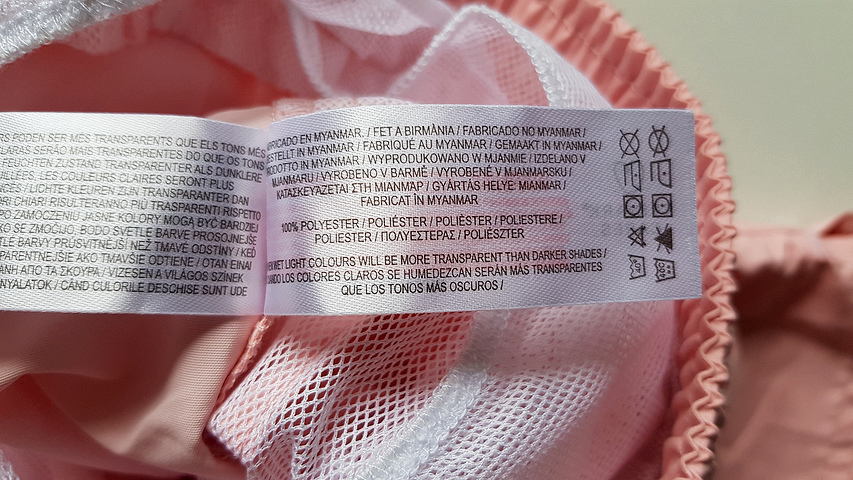 PODEN SER MÉS TRANSPARENTS QUE ELS TONS MÉS
CLARAS SERÃO MAIS TRANSPARENTES DO QUE OS TONS
FEUCHTEN ZUSTAND TRANSPARENTER ALS DUNKLERE
LES COULEURS CLAIRES SERONT PLUS
LICHTE KLEUREN ZIJN TRANSPARANTER DAN
CHIARI RISULTERANNO PIÙ TRASPARENTI RISPETTO
PO ZAMOCZENIU JASNE KOLORY MOGĄ BYĆ BARDZIEJ
SE ZMOČIJO, BODO SVETLE BARVE PROSOJNEJŠE
BARVY PRŮSVITNĚJŠÍ NEŽ TMAVÉ ODSTÍNY / KEĎ
AKO TMAVŠIE ODTIENE / ΟΤΑΝ ΕΙΝΑΙ
ΑΠΟ ΤΑ ΣΚΟΥΡΑ / VIZESEN A VILÁGOS SZÍNEK
/ CÂND CULORILE DESCHISE SUNT UDE
FABRICADO EN MYANMAR. / FET A BIRMÀNIA / FABRICADO NO MYANMAR /
IN MYANMAR / FABRIQUÉ AU MYANMAR / GEMAAKT IN MYANMAR /
PRODOTTO IN MYANMAR / WYPRODUKOWANO W MJANMIE / IZDELANO V
MJANMARU / VYROBENO V BARMĚ / VYROBENÉ V MJANMARSKU /
ΚΑΤΑΣΚΕΥΑΖΕΤΑΙ ΣΤΗ ΜΙΑΝΜΑΡ / GYÁRTÁS HELYE: MIANMAR /
FABRICAT ÎN MYANMAR
100% POLYESTER / POLIÉSTER / POLIÈSTER / POLIESTERE /
POLIESTER / ΠΟΛΥΕΣΤΕΡΑΣ / POLIÉSZTER
WHEN WET LIGHT COLOURS WILL BE MORE TRANSPARENT THAN DARKER SHADES /
CUANDO LOS COLORES CLAROS SE HUMEDEZCAN SERÁN MÁS TRANSPARENTES
QUE LOS TONOS MÁS OSCUROS /
40